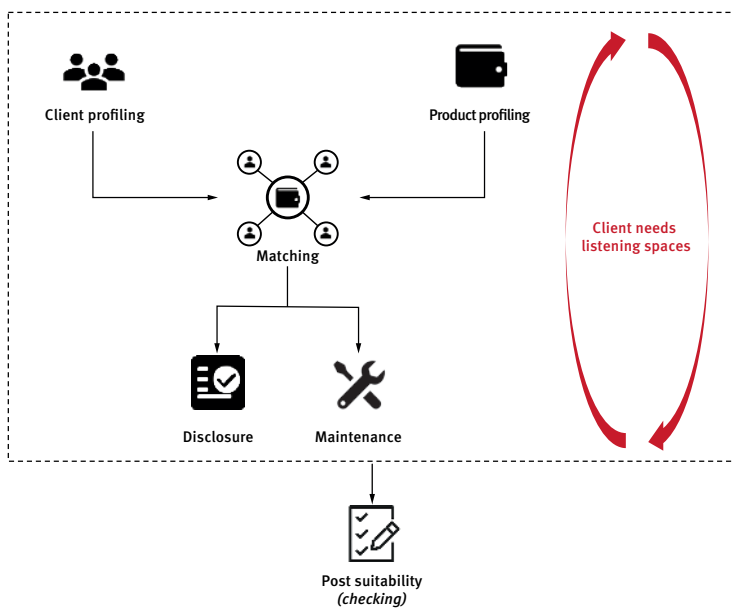 Client profiling
Product profiling
Client needs
listening spaces
Matching
Disclosure
Maintenance
Post suitability
(checking)